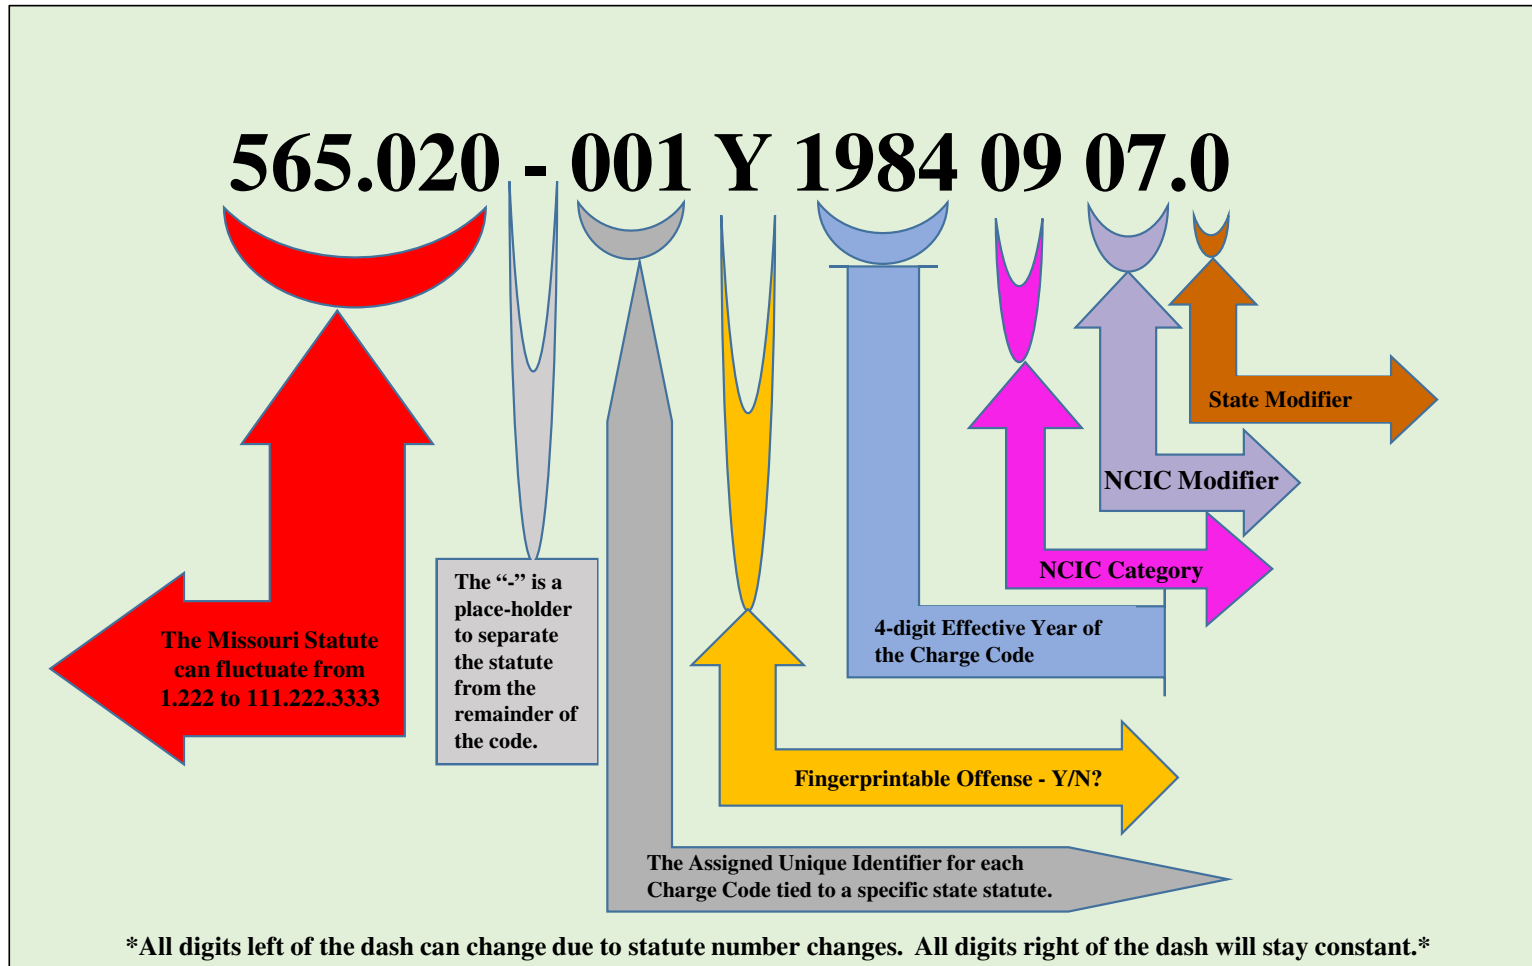 565.020 - 001 Y 1984 09 07.0
State Modifier
NCIC Modifier
NCIC Category
The “-” is a
place-holder
to separate
the statute
from the
remainder of
the code.
4-digit Effective Year of
the Charge Code
The Missouri Statute
can fluctuate from
1.222 to 111.222.3333
Fingerprintable Offense - Y/N?
The Assigned Unique Identifier for each
Charge Code tied to a specific state statute.
*All digits left of the dash can change due to statute number changes.  All digits right of the dash will stay constant.*